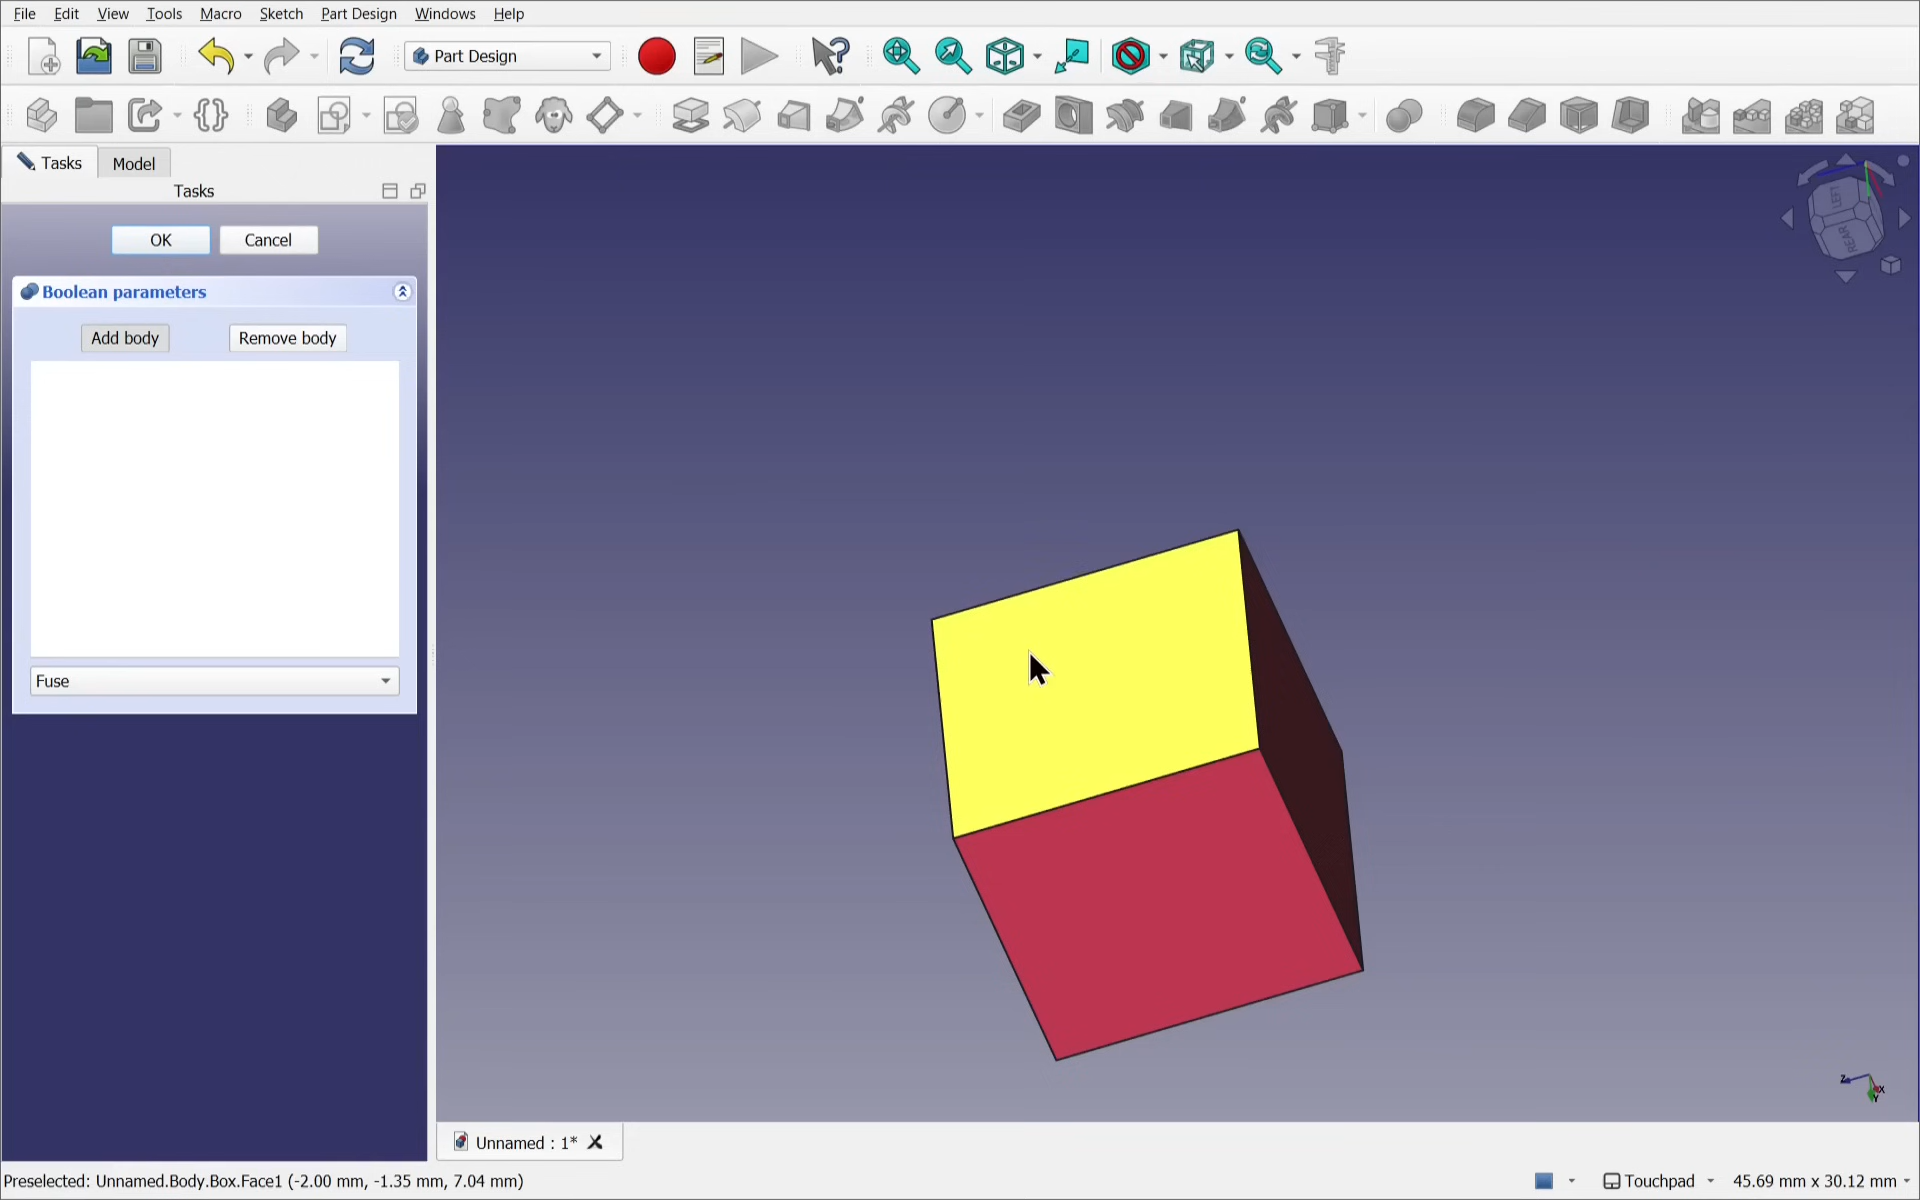 File Edit View Tools Macro Sketch Part Design Windows Help
Part Design
Tasks Model
Tasks
OK Cancel
Boolean parameters
Add body Remove body
Fuse
LEFT
REAR
Z X
Y
Unnamed : 1*
Preselected: Unnamed.Body.Box.Face1 (-2.00 mm, -1.35 mm, 7.04 mm) Touchpad 45.69 mm x 30.12 mm